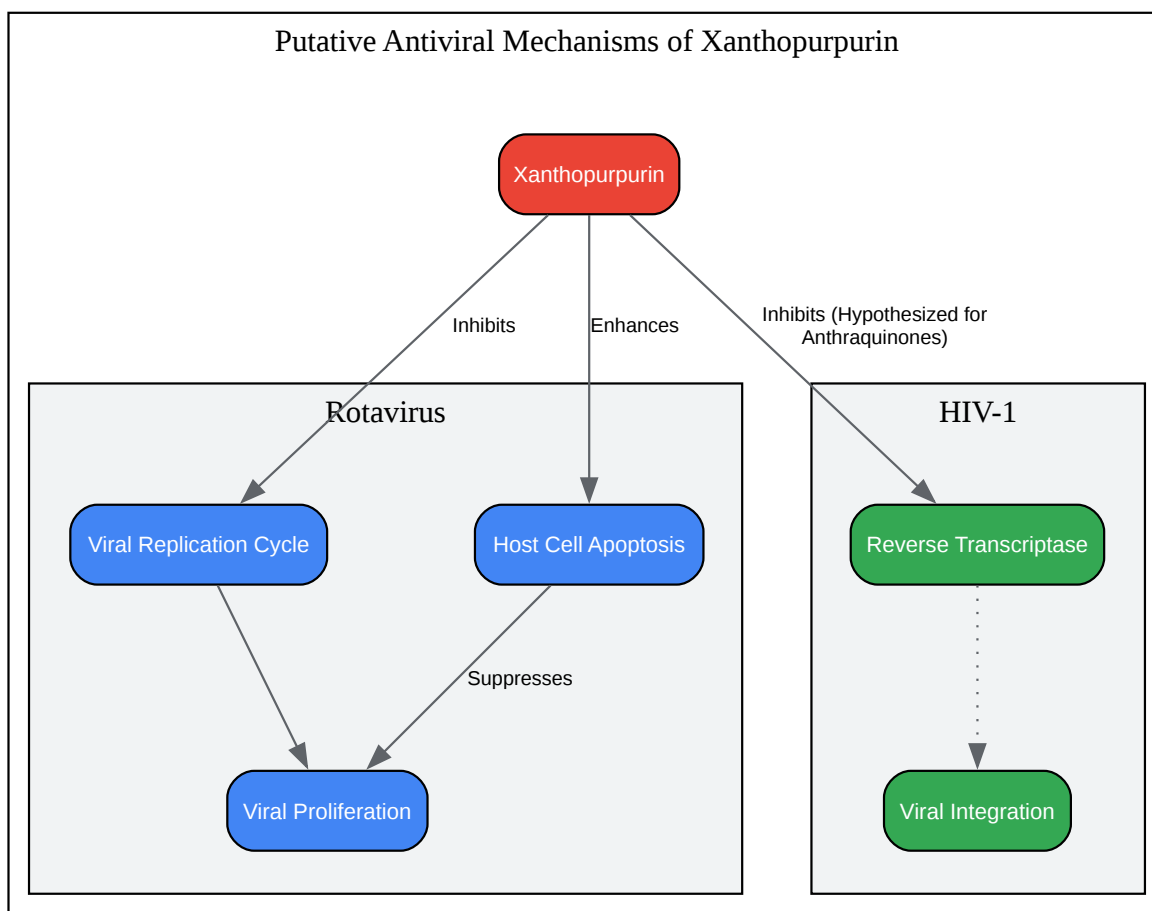 Putative Antiviral Mechanisms of Xanthopurpurin
Xanthopurpurin
Inhibits
Enhances
Inhibits (Hypothesized for
Anthraquinones)
Rotavirus
HIV-1
Viral Replication Cycle
Host Cell Apoptosis
Reverse Transcriptase
Suppresses
Viral Proliferation
Viral Integration